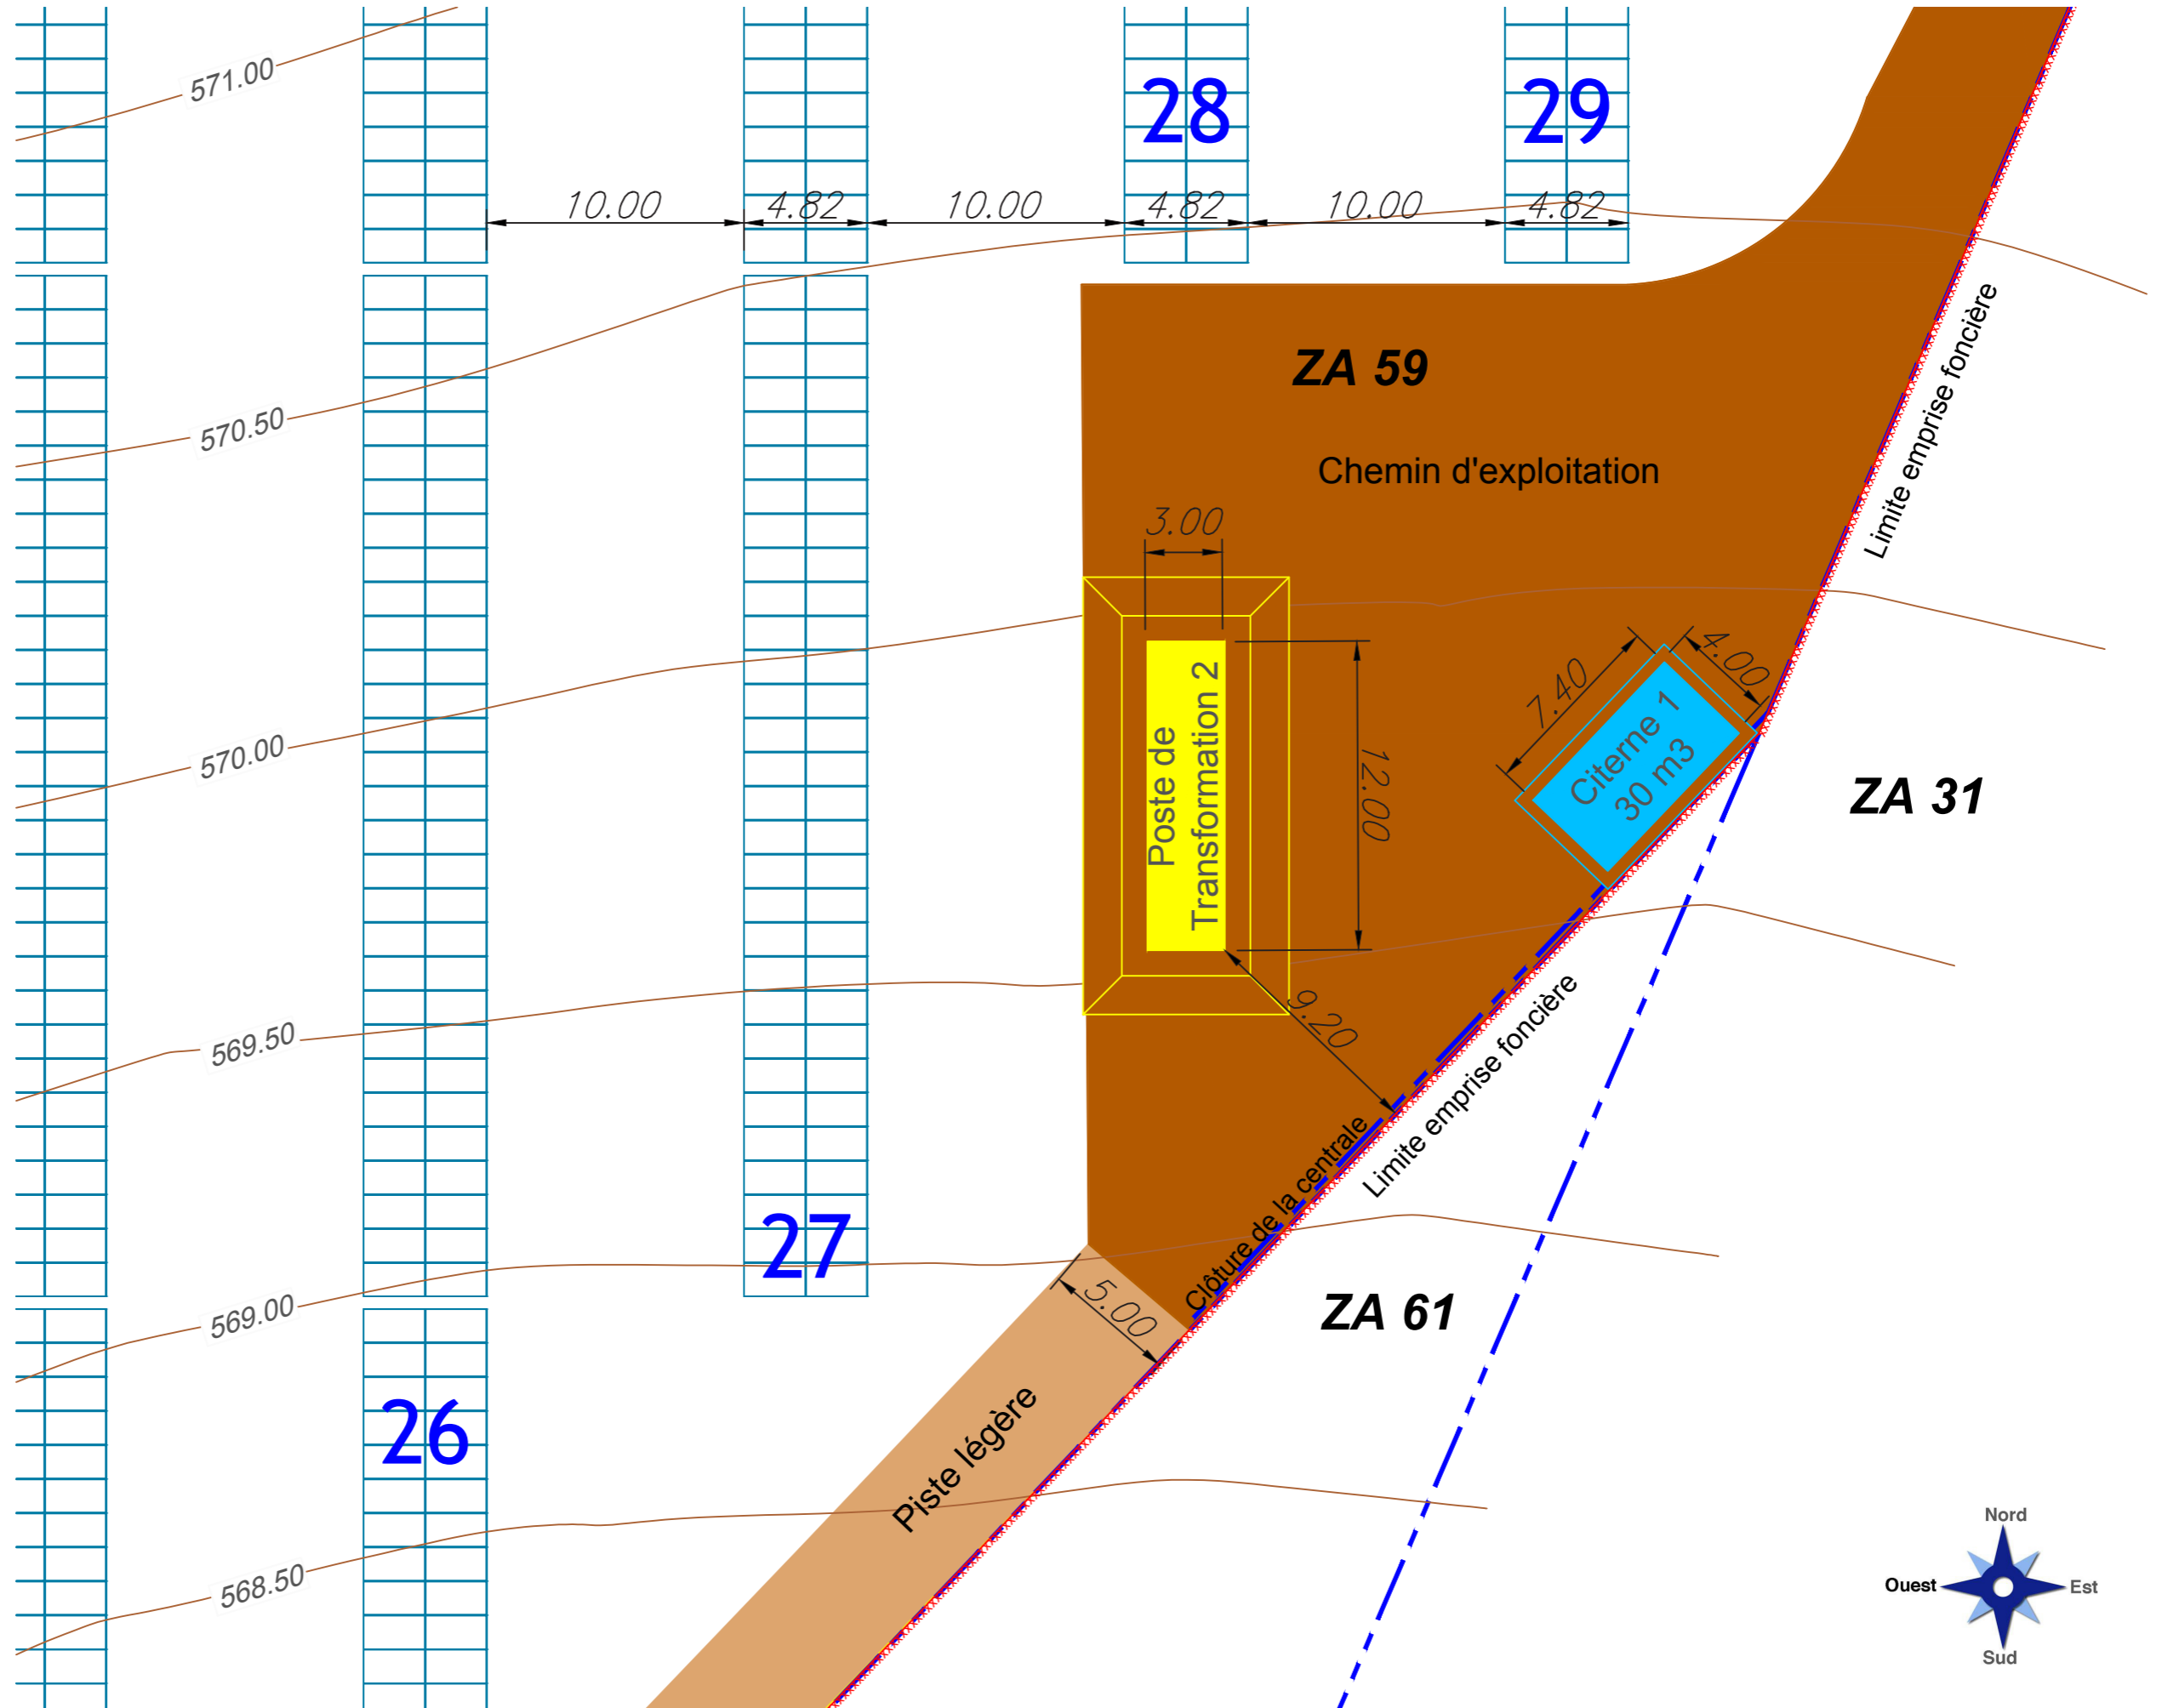 571.00
28
29
10.00
4.82
10.00
4.82
10.00
4.82
Limite emprise foncière
ZA 59
570.50
Chemin d'exploitation
3.00
4.00
7.40
570.00
Poste de
Transformation 2
12.00
Citerne 1
30 m3
ZA 31
569.50
9.20
Limite emprise foncière
Clôture de la centrale
27
569.00
5.00
ZA 61
26
Piste légère
568.50
Nord
Ouest
Est
Sud